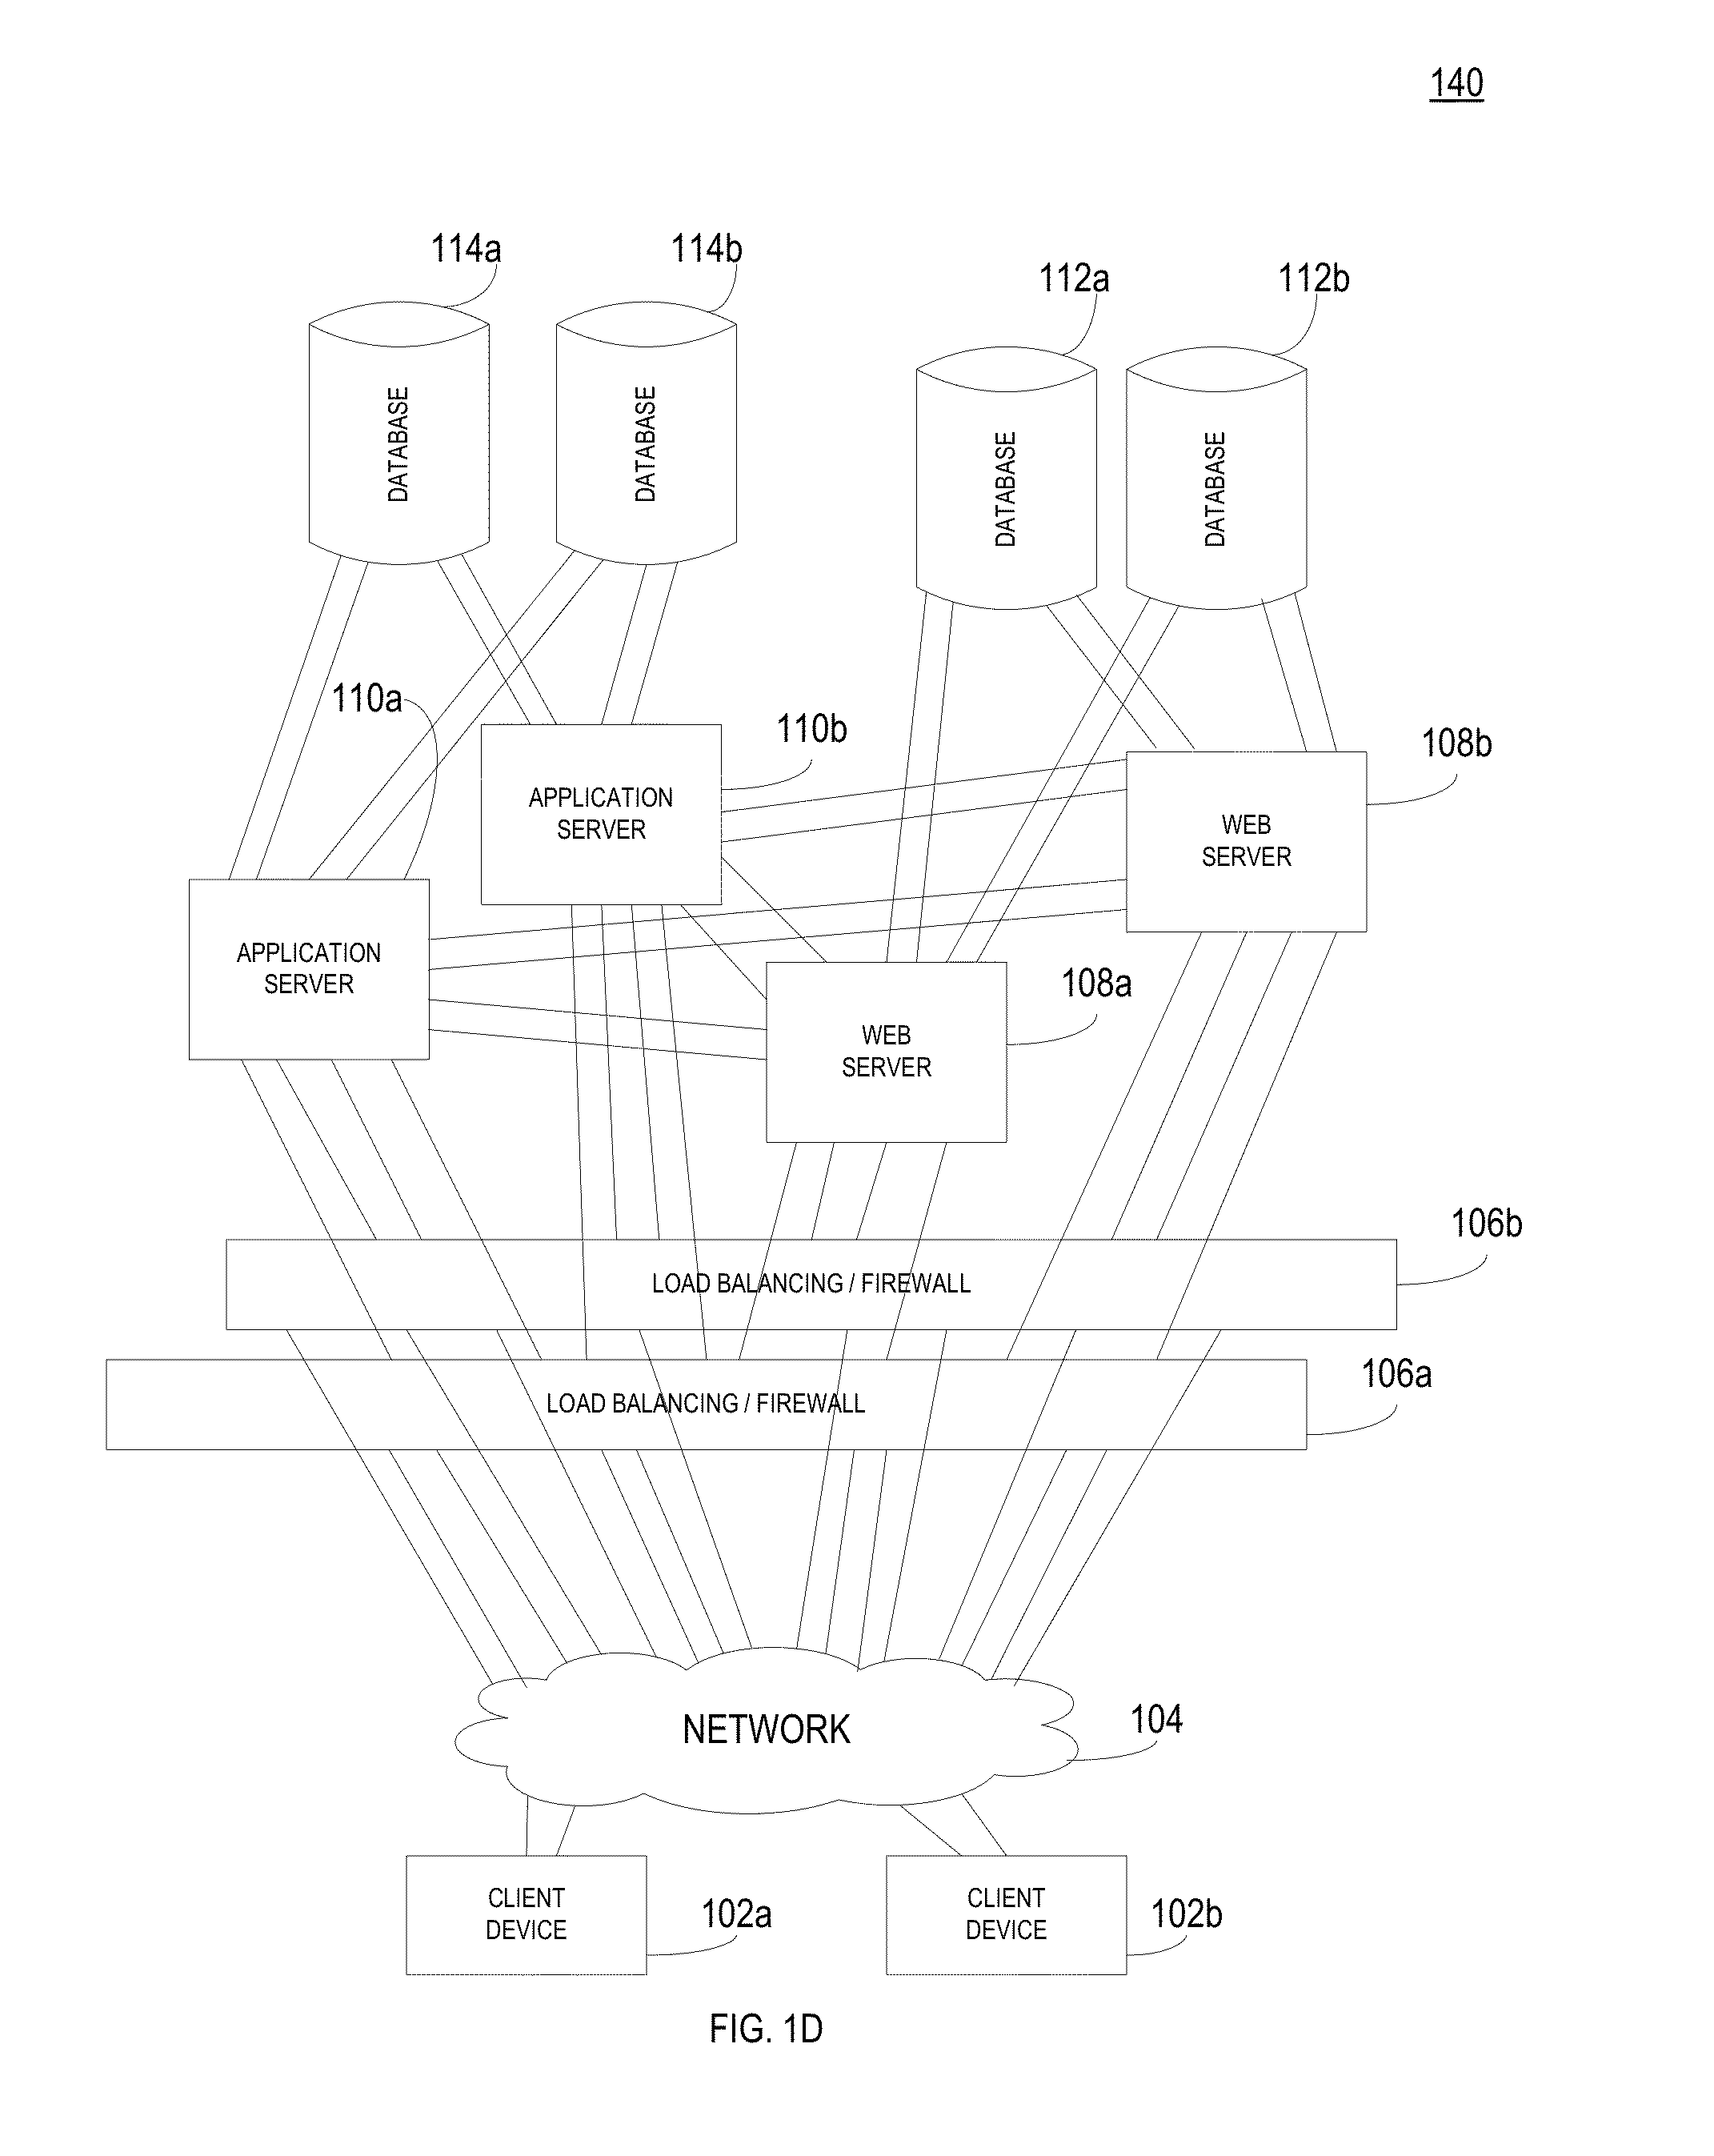 140
114a
114b
112a
112b
DATABASE
DATABASE
DATABASE
DATABASE
110a
110b
108b
APPLICATION
SERVER
WEB
SERVER
APPLICATION
SERVER
108a
WEB
SERVER
106b
LOAD BALANCING / FIREWALL
106a
LOAD BALANCING / FIREWALL
NETWORK
104
CLIENT
DEVICE
102a
CLIENT
DEVICE
102b
FIG. 1D